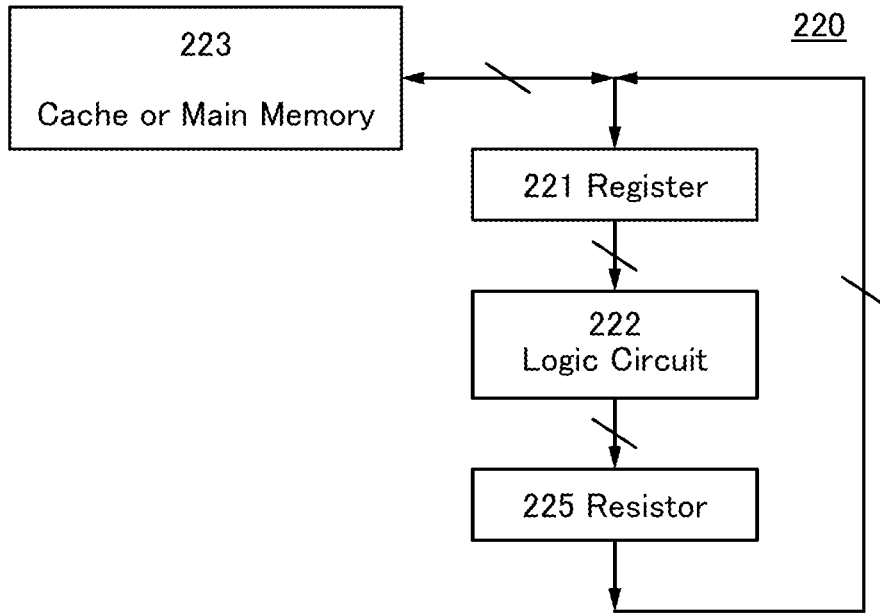 220
223
Cache or Main Memory
221 Register
222
Logic Circuit
225 Resistor